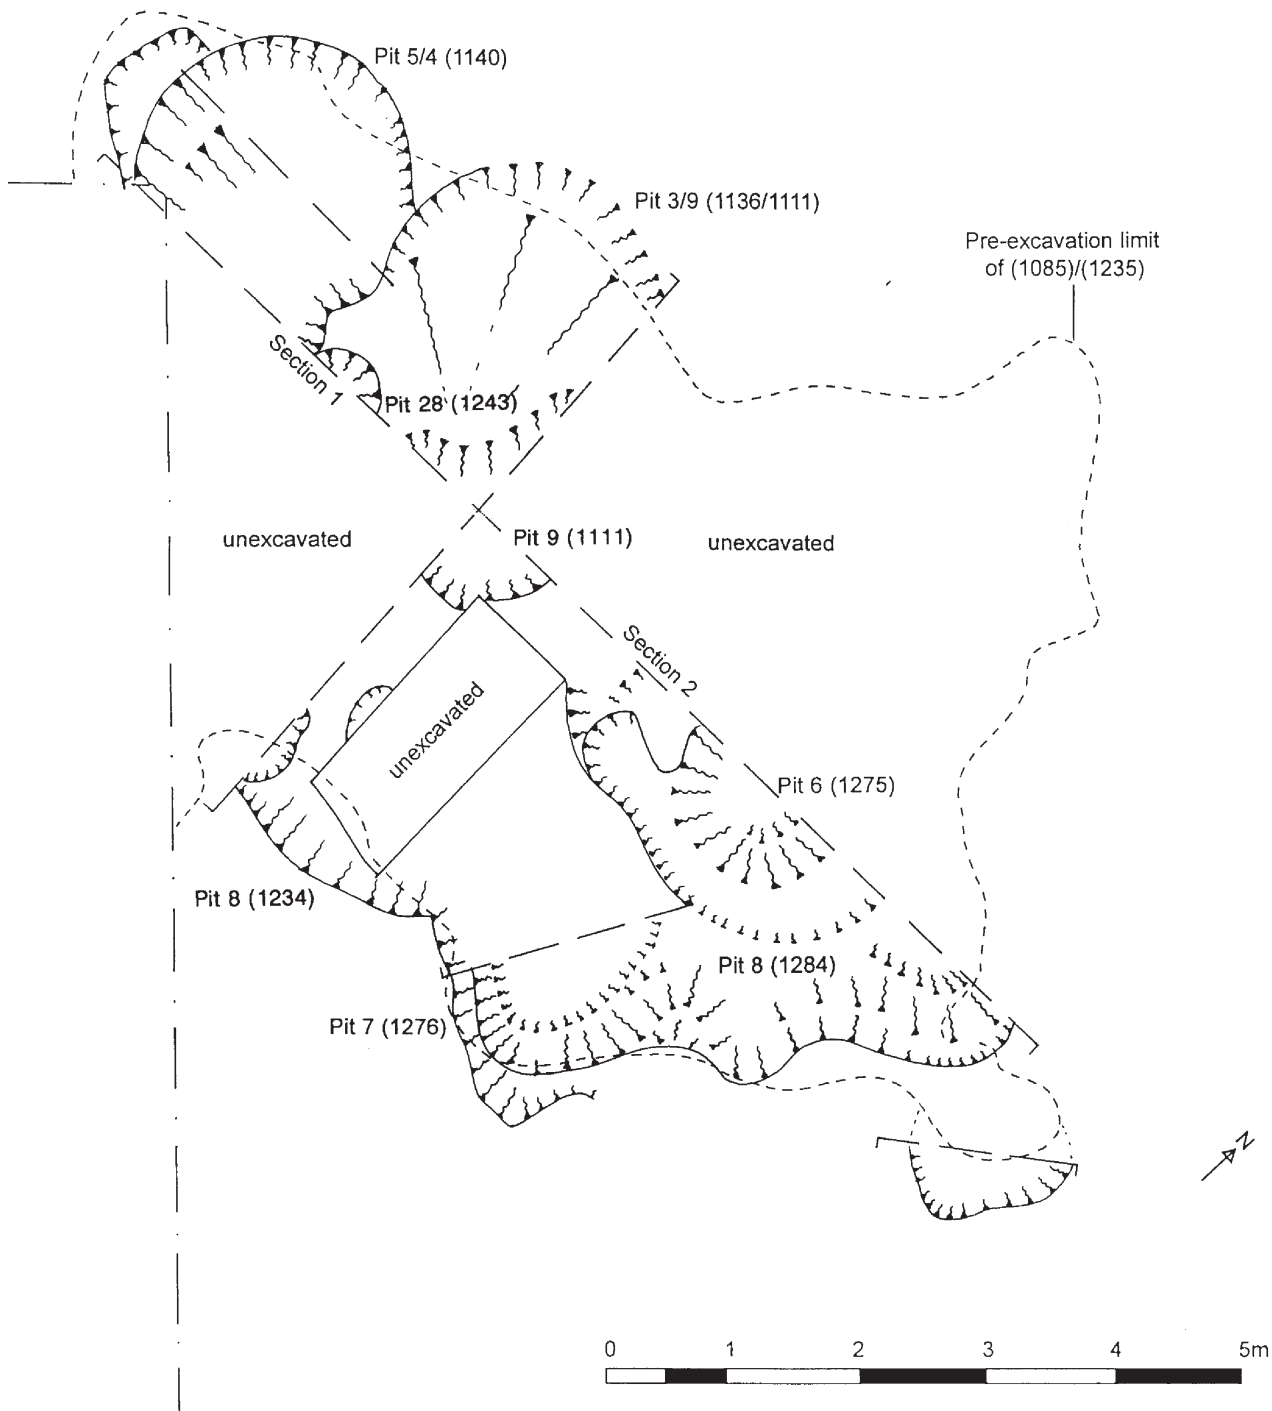 Pit 5/4 (1140)
Pit 3/9 (1136/1111)
Pre-excavation limit
of (1085)/(1235)
Section 1
Pit 28 (1243)
unexcavated
Pit 9 (1111)
unexcavated
Section 2
unexcavated
Pit 6 (1275)
Pit 8 (1234)
Pit 8 (1284)
Pit 7 (1276)
N
0 1 2 3 4 5m